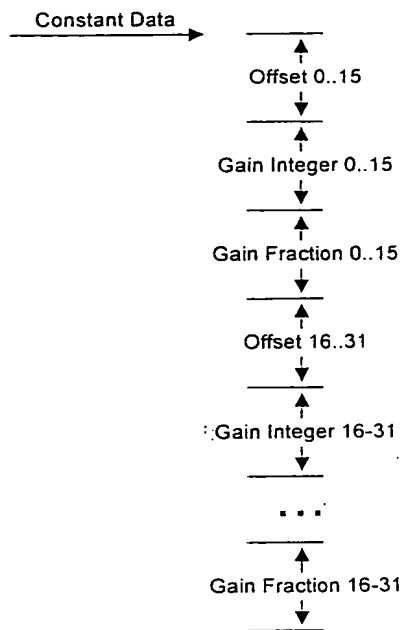 Constant Data
Offset 0..15
Gain Integer 0..15
Gain Fraction 0..15
Offset 16..31
Gain Integer 16-31
...
Gain Fraction 16-31